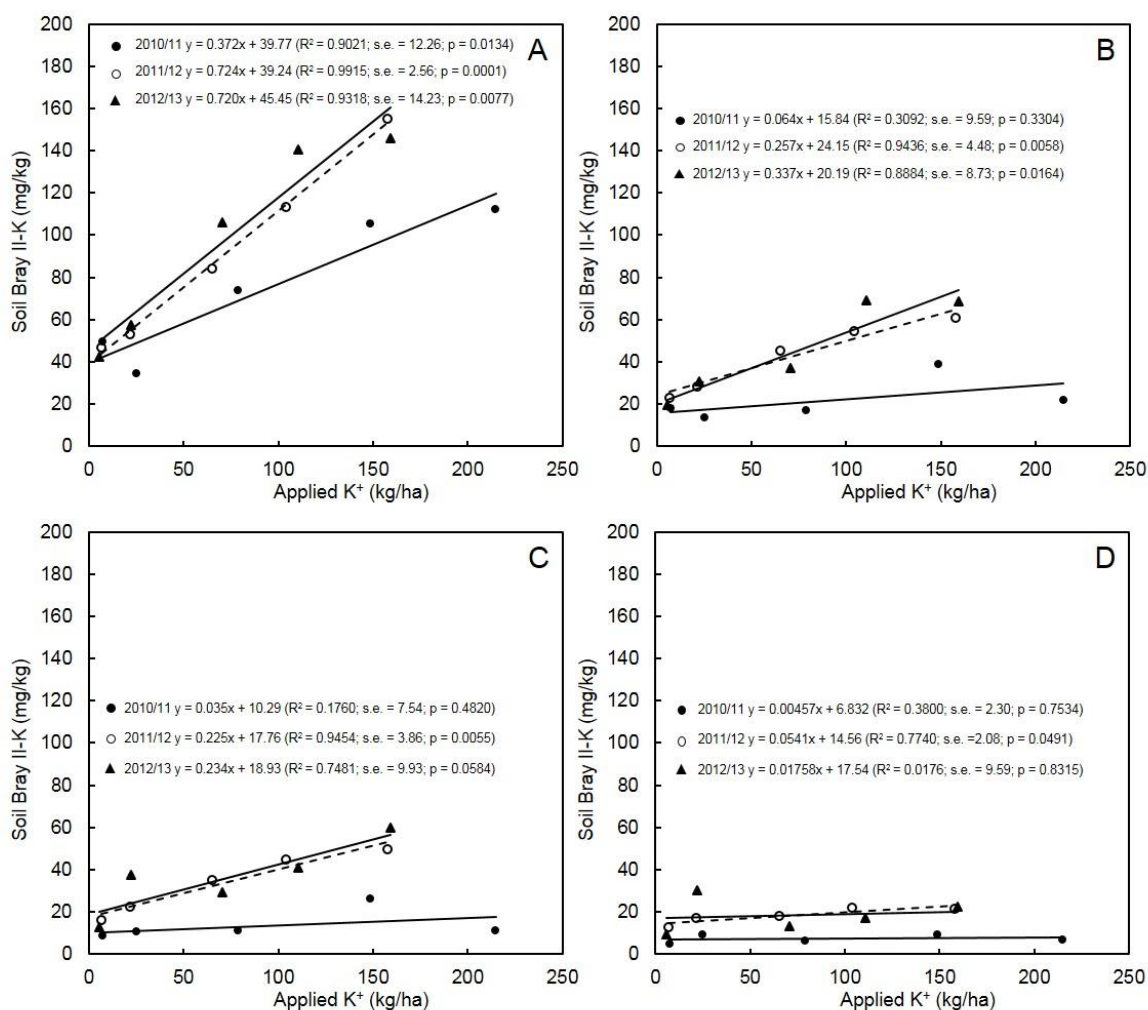 200
180
160
140
120
100
80
60
40
20
0
Soil Bray II-K (mg/kg)
A
2010/11 y = 0.372x + 39.77 (R² = 0.9021; s.e. = 12.26; p = 0.0134)
2011/12 y = 0.724x + 39.24 (R² = 0.9915; s.e. = 2.56; p = 0.0001)
2012/13 y = 0.720x + 45.45 (R² = 0.9318; s.e. = 14.23; p = 0.0077)
0 50 100 150 200 250
Applied K⁺ (kg/ha)
200
180
160
140
120
100
80
60
40
20
0
Soil Bray II-K (mg/kg)
B
2010/11 y = 0.064x + 15.84 (R² = 0.3092; s.e. = 9.59; p = 0.3304)
2011/12 y = 0.257x + 24.15 (R² = 0.9436; s.e. = 4.48; p = 0.0058)
2012/13 y = 0.337x + 20.19 (R² = 0.8884; s.e. = 8.73; p = 0.0164)
0 50 100 150 200 250
Applied K⁺ (kg/ha)
200
180
160
140
120
100
80
60
40
20
0
Soil Bray II-K (mg/kg)
C
2010/11 y = 0.035x + 10.29 (R² = 0.1760; s.e. = 7.54; p = 0.4820)
2011/12 y = 0.225x + 17.76 (R² = 0.9454; s.e. = 3.86; p = 0.0055)
2012/13 y = 0.234x + 18.93 (R² = 0.7481; s.e. = 9.93; p = 0.0584)
0 50 100 150 200 250
Applied K⁺ (kg/ha)
200
180
160
140
120
100
80
60
40
20
0
Soil Bray II-K (mg/kg)
D
2010/11 y = 0.00457x + 6.832 (R² = 0.3800; s.e. = 2.30; p = 0.7534)
2011/12 y = 0.0541x + 14.56 (R² = 0.7740; s.e. =2.08; p = 0.0491)
2012/13 y = 0.01758x + 17.54 (R² = 0.0176; s.e. = 9.59; p = 0.8315)
0 50 100 150 200 250
Applied K⁺ (kg/ha)